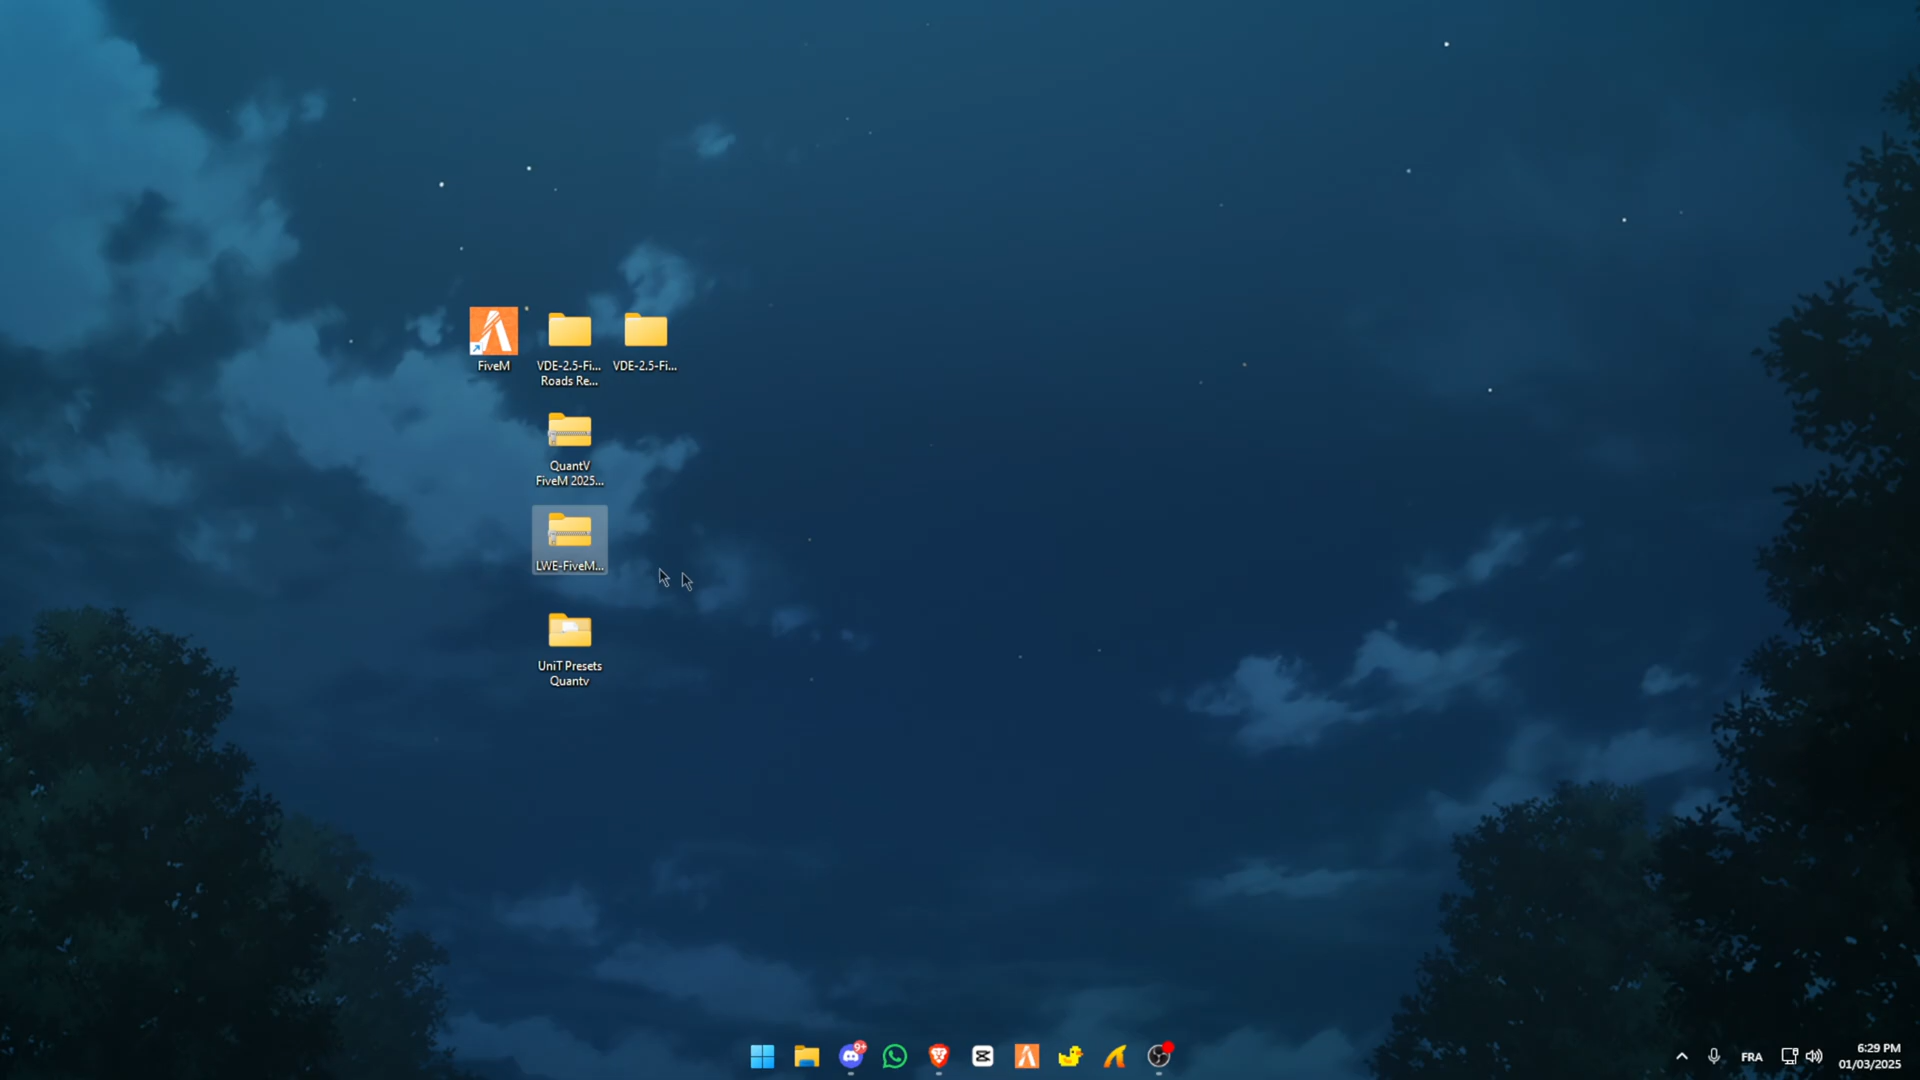 FiveM
VDE-2.5-Fi...
Roads Re...
VDE-2.5-Fi...
QuantV
FiveM 2025...
LWE-FiveM...
UniT Presets
Quantv
9+
FRA
6:29 PM
01/03/2025